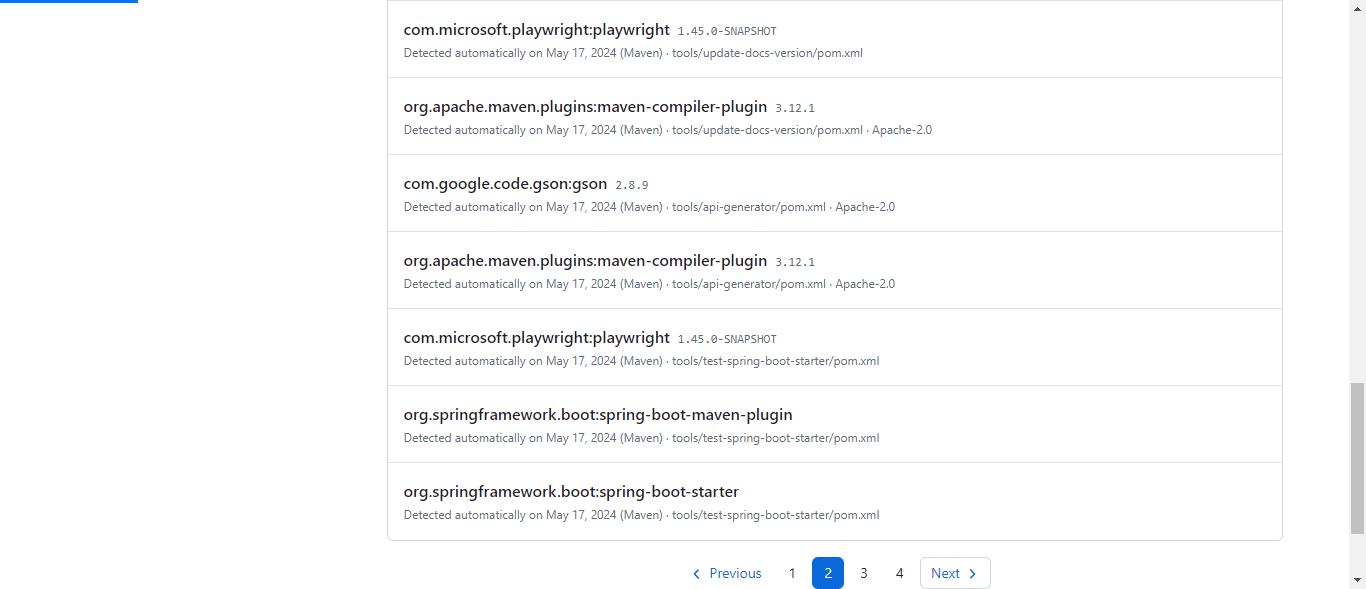 com.microsoft.playwright:playwright 1.45.0-SNAPSHOT
Detected automatically on May 17, 2024 (Maven) · tools/update-docs-version/pom.xml
org.apache.maven.plugins:maven-compiler-plugin 3.12.1
Detected automatically on May 17, 2024 (Maven) · tools/update-docs-version/pom.xml · Apache-2.0
com.google.code.gson:gson 2.8.9
Detected automatically on May 17, 2024 (Maven) · tools/api-generator/pom.xml · Apache-2.0
org.apache.maven.plugins:maven-compiler-plugin 3.12.1
Detected automatically on May 17, 2024 (Maven) · tools/api-generator/pom.xml · Apache-2.0
com.microsoft.playwright:playwright 1.45.0-SNAPSHOT
Detected automatically on May 17, 2024 (Maven) · tools/test-spring-boot-starter/pom.xml
org.springframework.boot:spring-boot-maven-plugin
Detected automatically on May 17, 2024 (Maven) · tools/test-spring-boot-starter/pom.xml
org.springframework.boot:spring-boot-starter
Detected automatically on May 17, 2024 (Maven) · tools/test-spring-boot-starter/pom.xml
Previous 1 2 3 4 Next